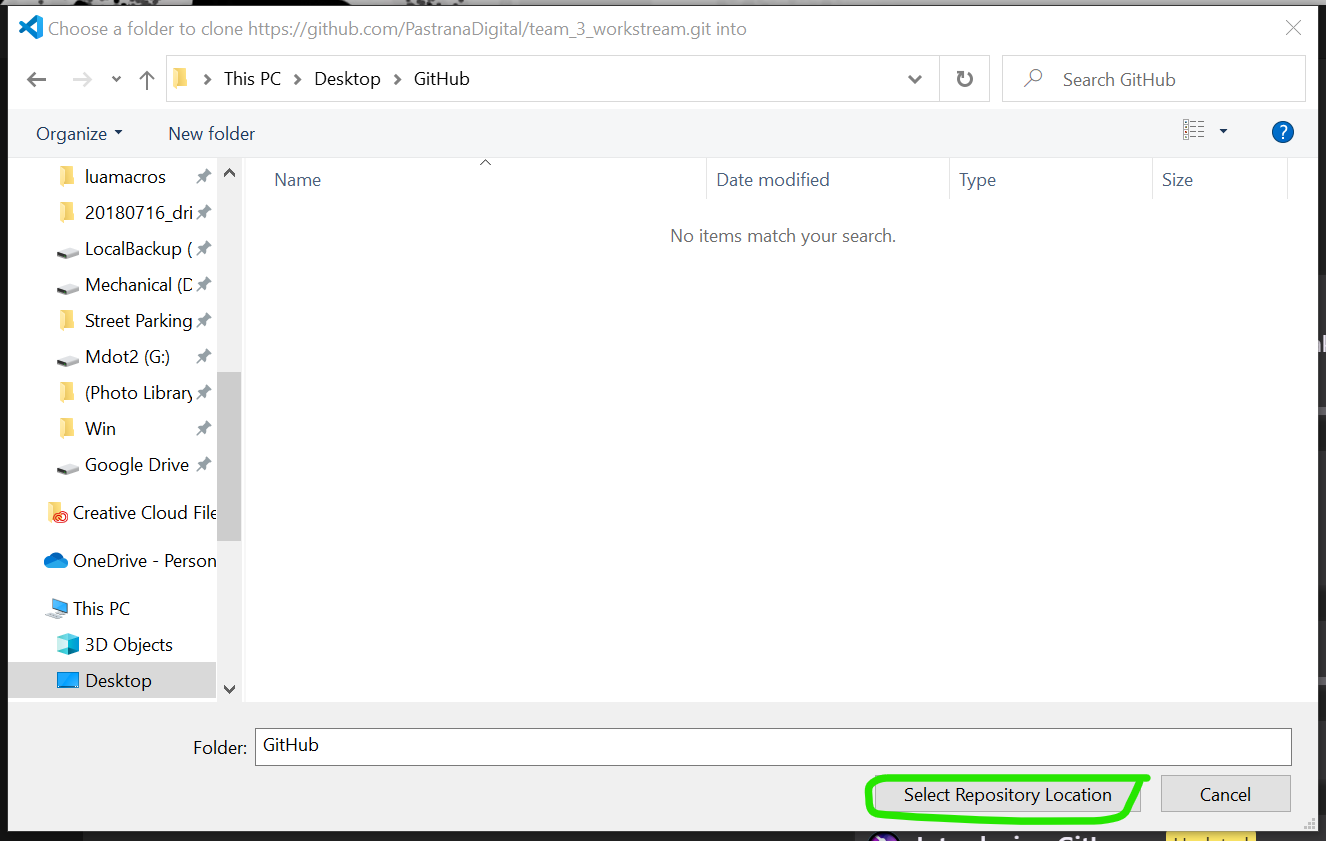 Choose a folder to clone https://github.com/PastranaDigital/team_3_workstream.git into
This PC > Desktop > GitHub
Search GitHub
Organize
New folder
?
Name
Date modified
Type
Size
No items match your search.
luamacros
20180716_dri
LocalBackup (
Mechanical (D
Street Parking
Mdot2 (G:)
(Photo Library
Win
Google Drive
Creative Cloud File
OneDrive - Person
This PC
3D Objects
Desktop
Folder: GitHub
Select Repository Location
Cancel